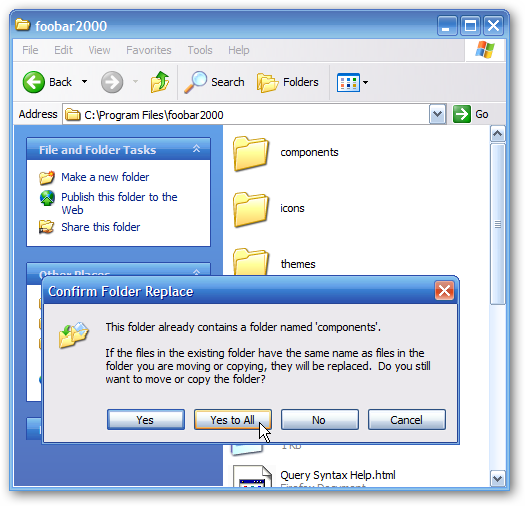 foobar2000
File Edit View Favorites Tools Help
Back Search Folders
Address C:\Program Files\foobar2000 Go
File and Folder Tasks
Make a new folder
Publish this folder to the
Web
Share this folder
Other Places
components
icons
themes
Confirm Folder Replace
This folder already contains a folder named 'components'.
If the files in the existing folder have the same name as files in the
folder you are moving or copying, they will be replaced. Do you still
want to move or copy the folder?
Yes Yes to All No Cancel
1 KB
Query Syntax Help.html
Firefox Document